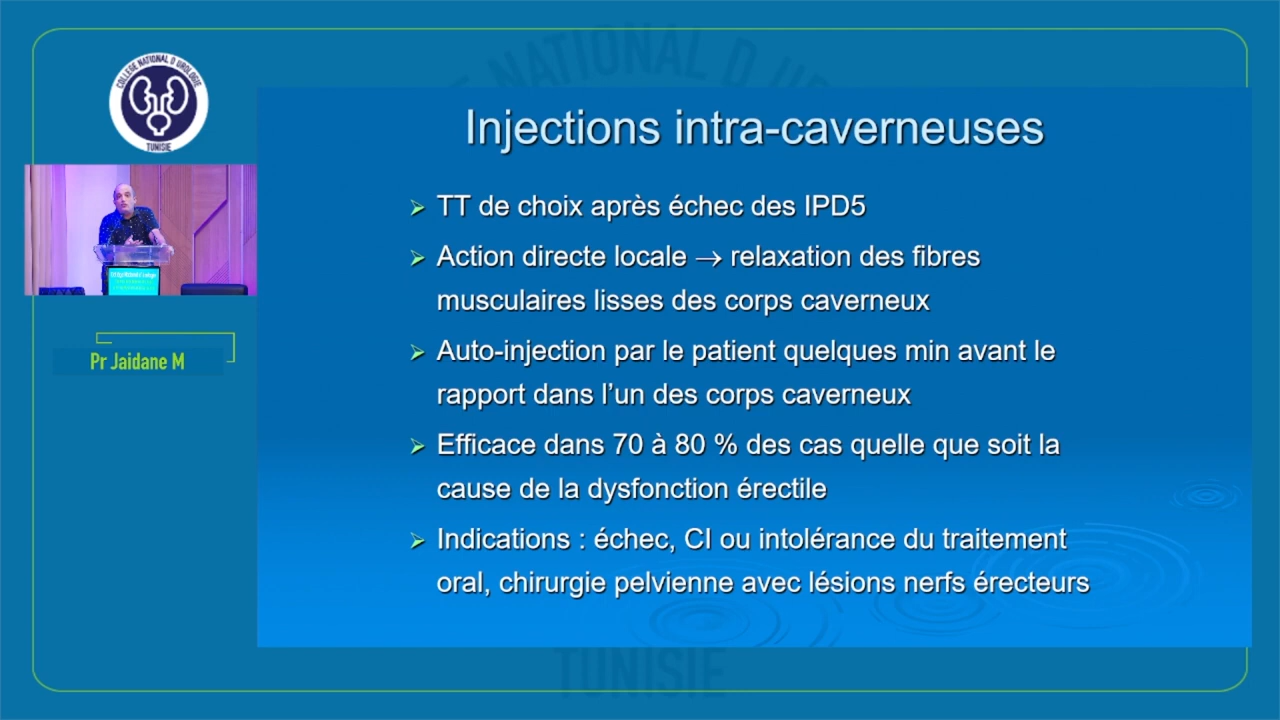 COLLÈGE NATIONAL D'UROLOGIE
TUNISIE
Pr Jaidane M
Injections intra-caverneuses
➢ TT de choix après échec des IPD5
➢ Action directe locale → relaxation des fibres
musculaires lisses des corps caverneux
➢ Auto-injection par le patient quelques min avant le
rapport dans l’un des corps caverneux
➢ Efficace dans 70 à 80 % des cas quelle que soit la
cause de la dysfonction érectile
➢ Indications : échec, CI ou intolérance du traitement
oral, chirurgie pelvienne avec lésions nerfs érecteurs
NATIONAL D
TUNISIE